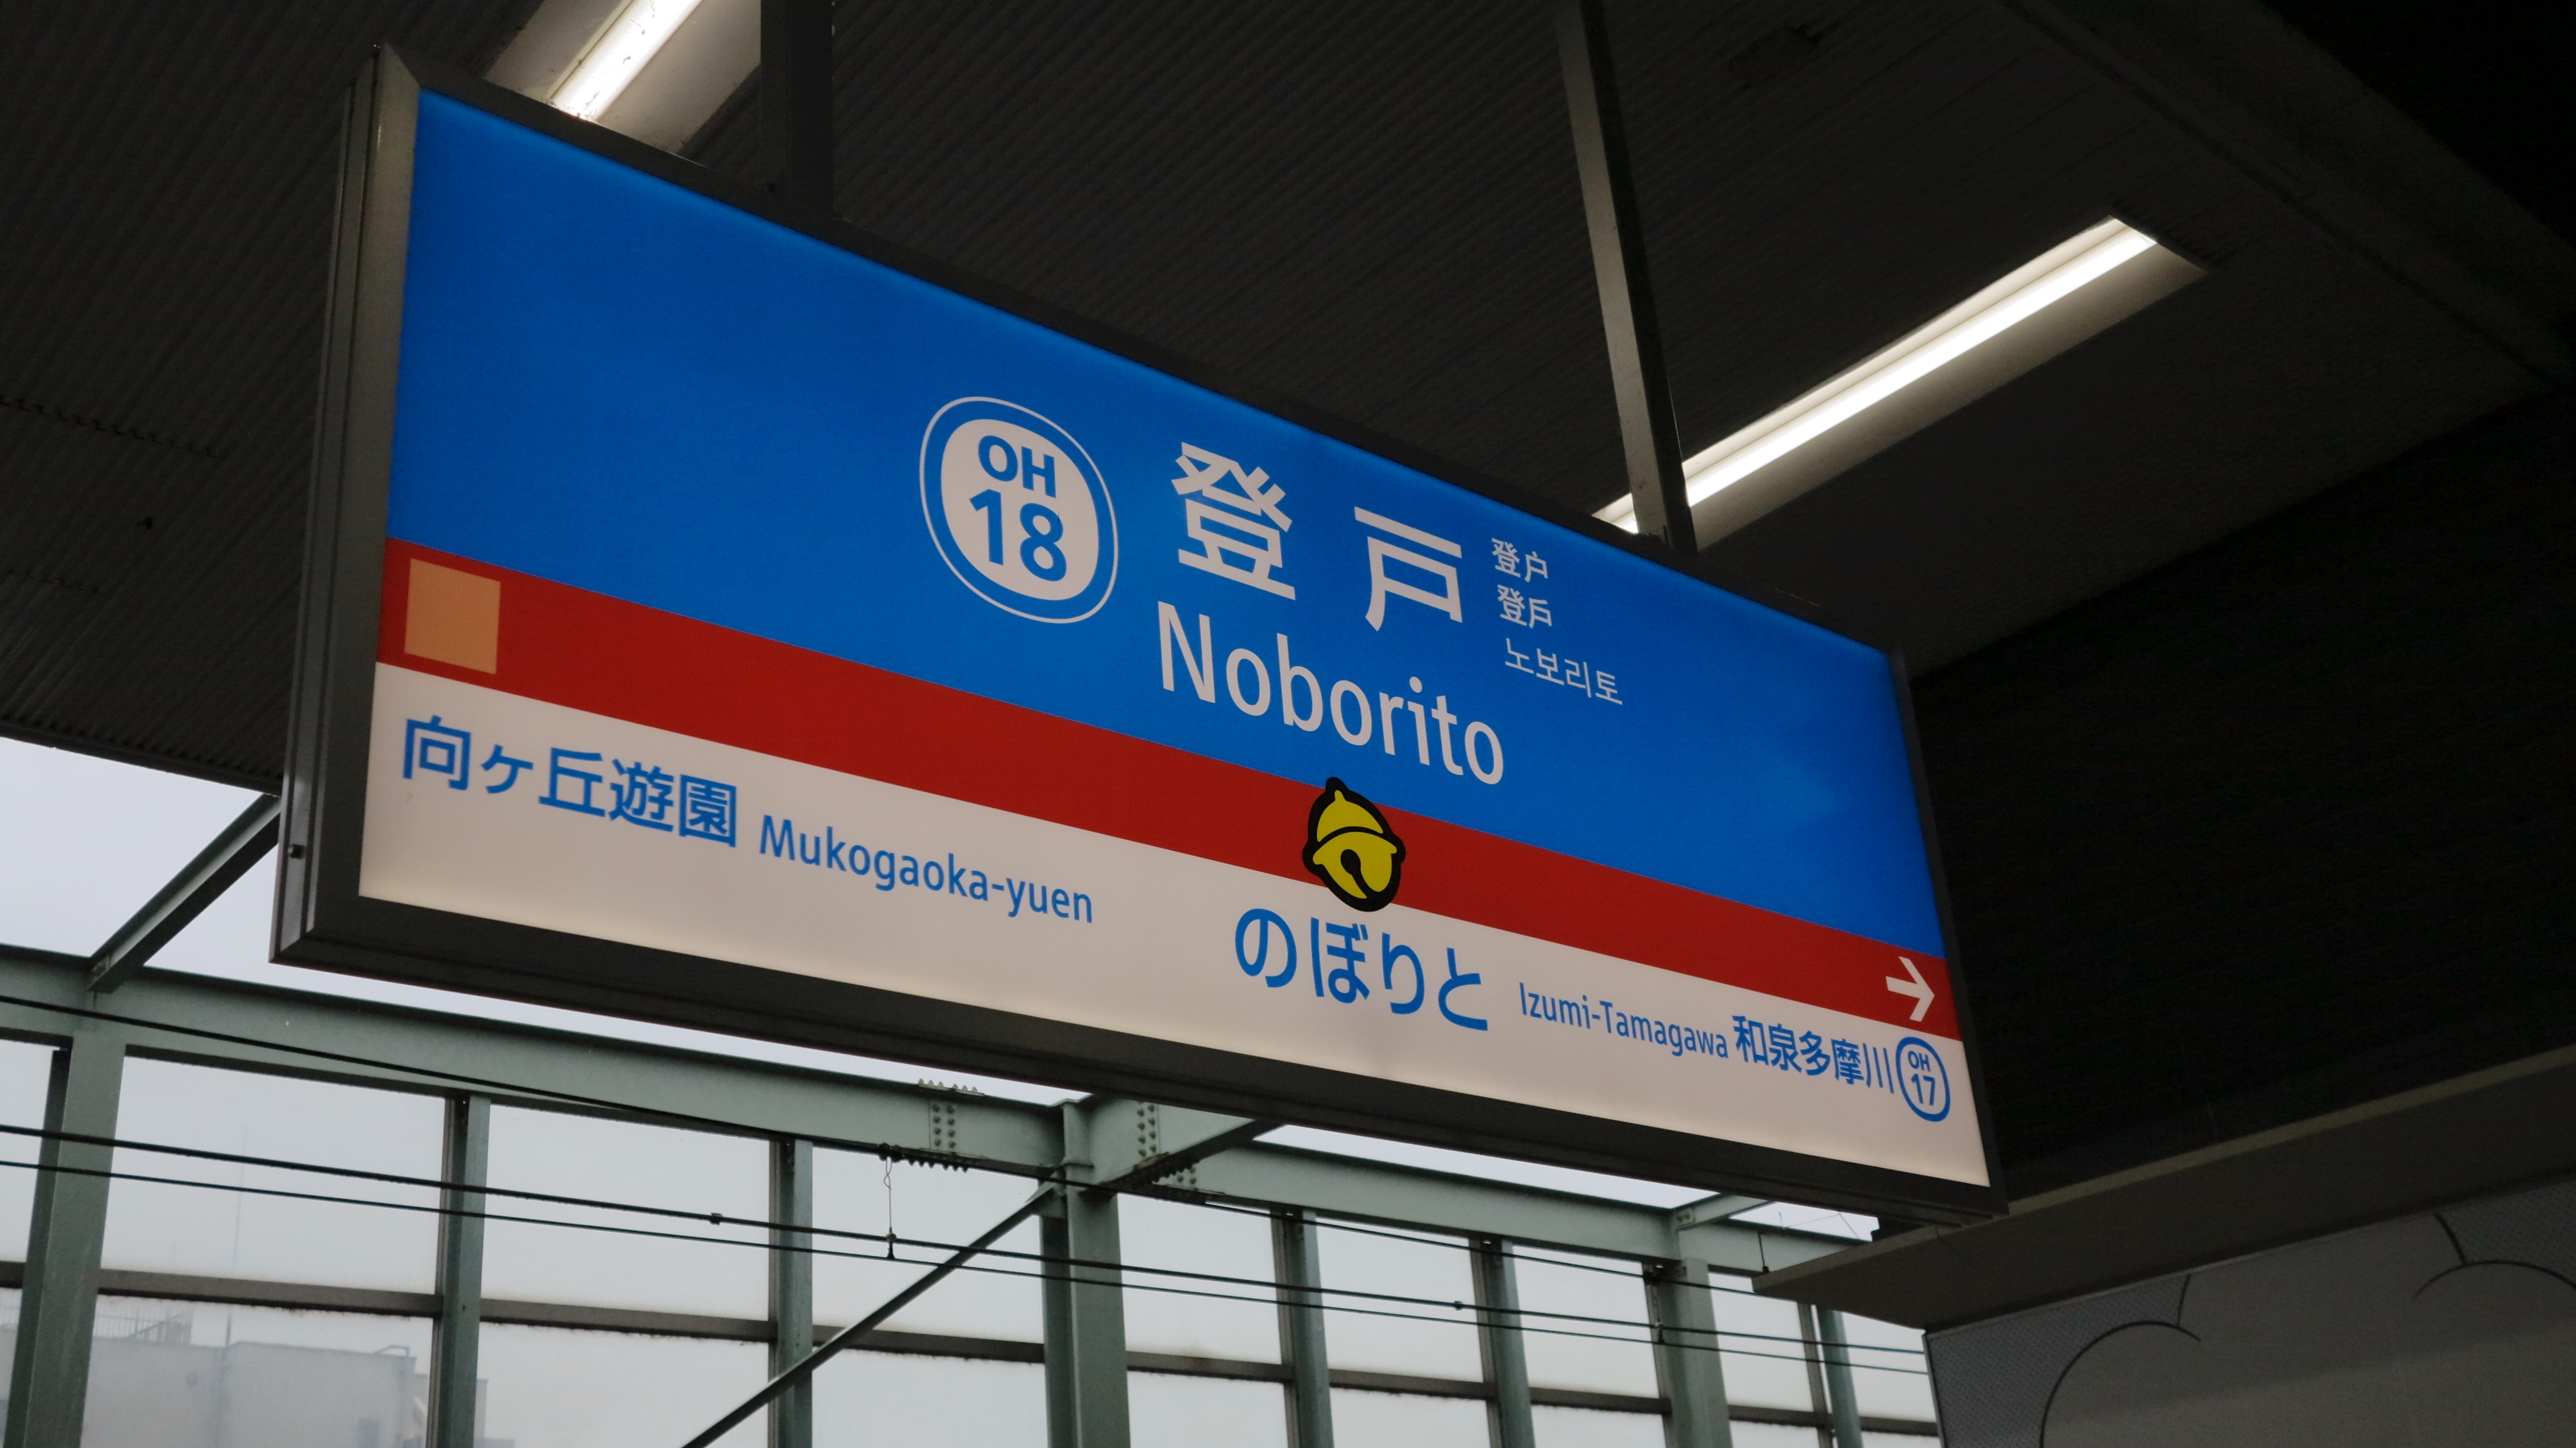 OH
18
登戸
登户
登戶
노보리토
Noborito
向ヶ丘遊園 Mukogaoka-yuen
のぼりと
Izumi-Tamagawa 和泉多摩川
OH
17